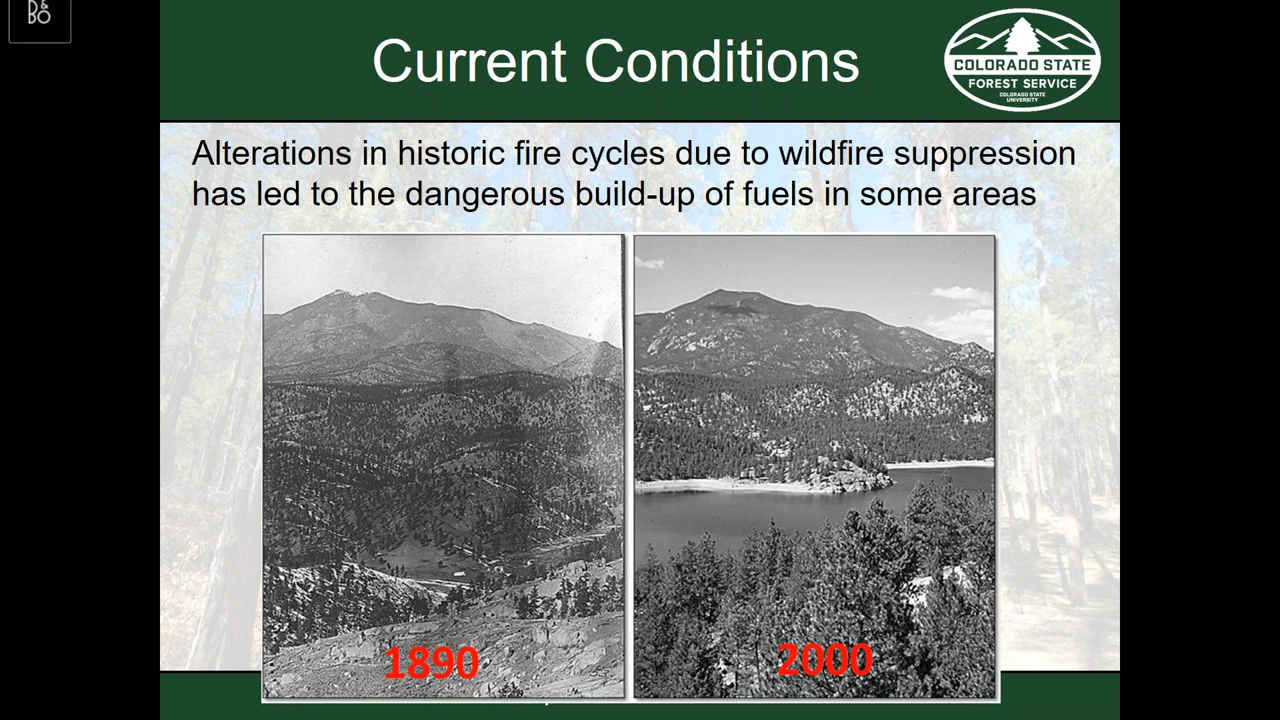 D&
BO
Current Conditions
COLORADO STATE
FOREST SERVICE
COLORADO STATE
UNIVERSITY
Alterations in historic fire cycles due to wildfire suppression
has led to the dangerous build-up of fuels in some areas
1890
2000